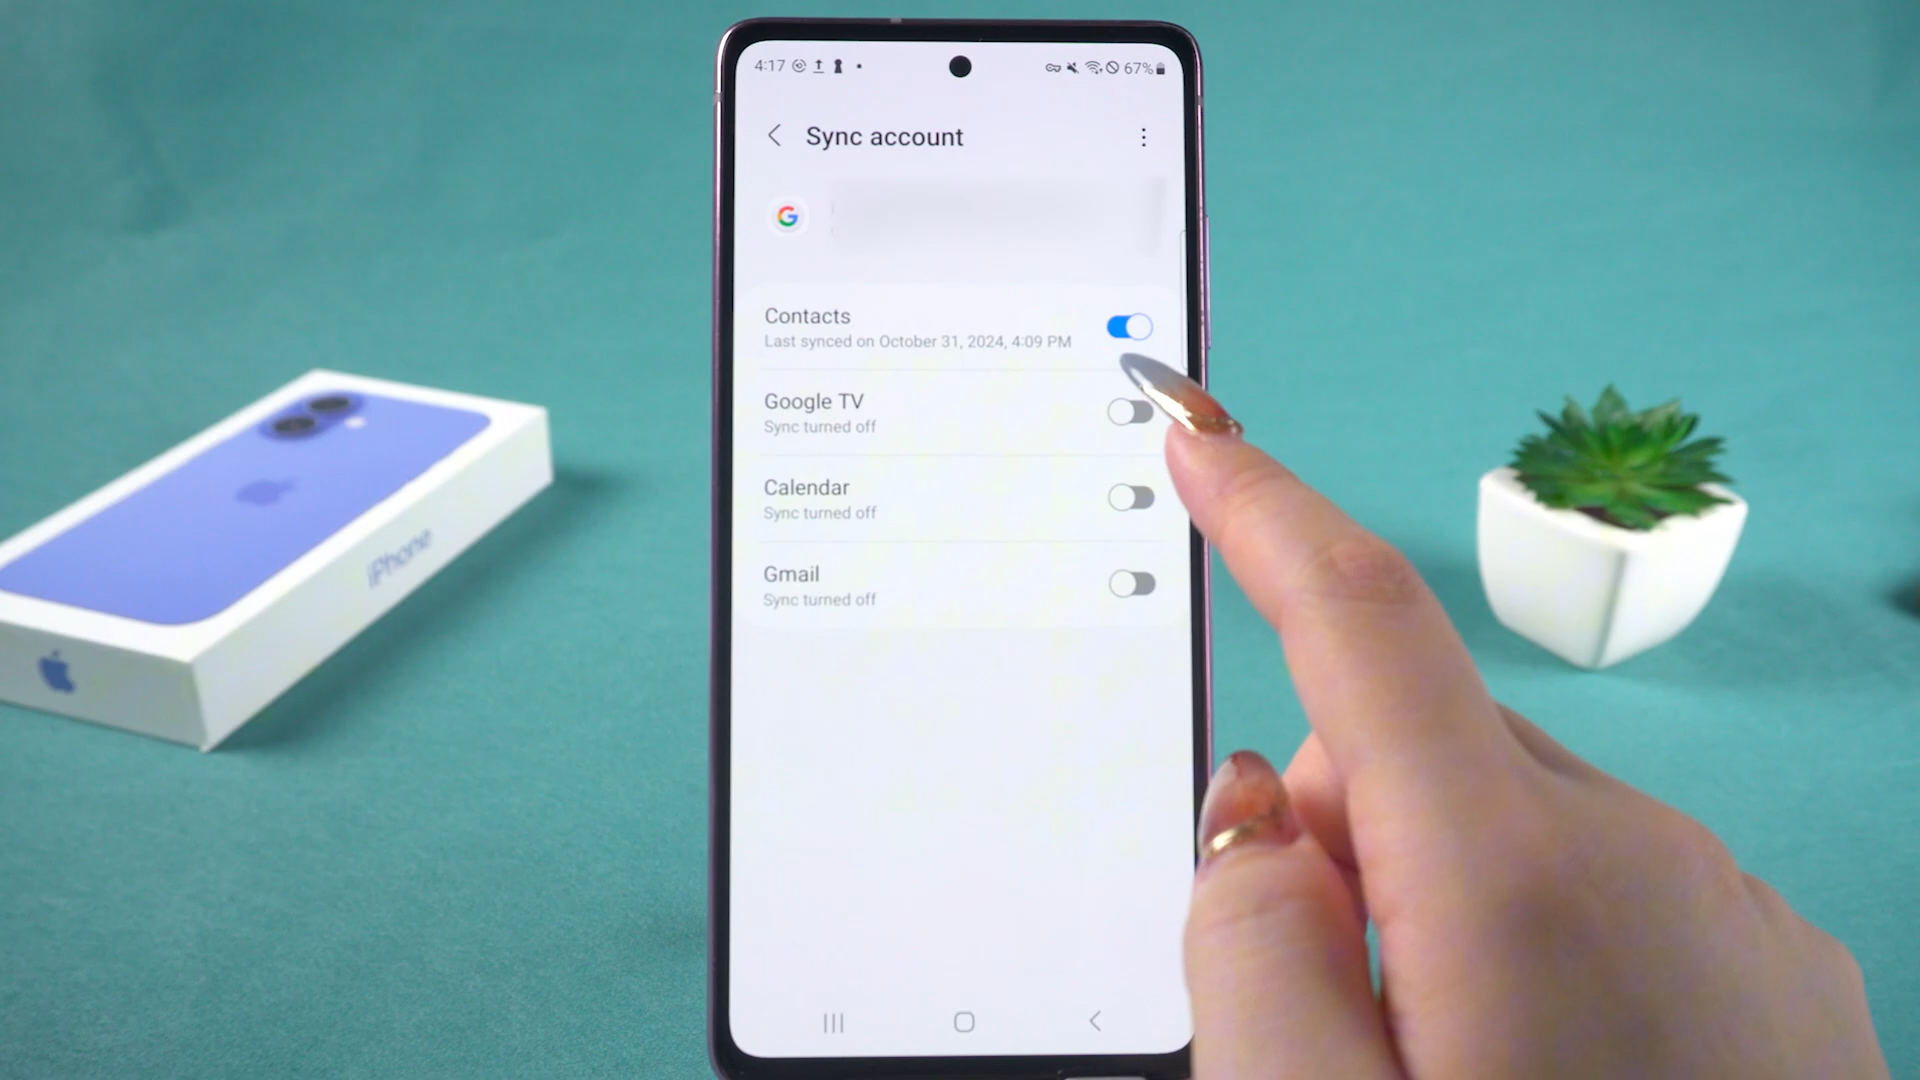 4:17
67%
Sync account
Contacts
Last synced on October 31, 2024, 4:09 PM
Google TV
Sync turned off
Calendar
Sync turned off
Gmail
Sync turned off
iPhone